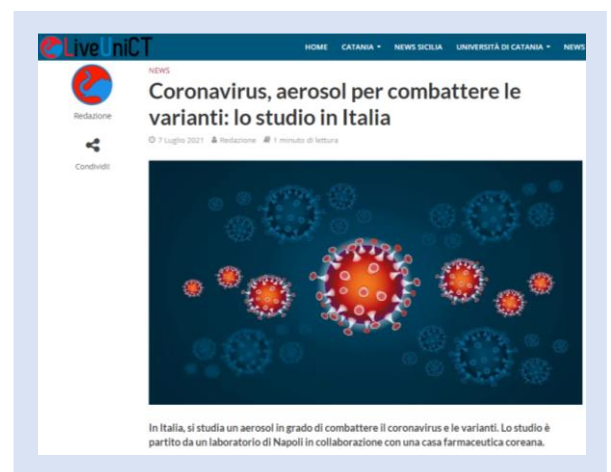 LiveUniCT
HOME CATANIA NEWS SICILIA UNIVERSITÀ DI CATANIA NEWS
NEWS
Coronavirus, aerosol per combattere le
varianti: lo studio in Italia
Redazione
7 Luglio 2021 Redazione 1 minuto di lettura
Condividi!
In Italia, si studia un aerosol in grado di combattere il coronavirus e le varianti. Lo studio è
partito da un laboratorio di Napoli in collaborazione con una casa farmaceutica coreana.